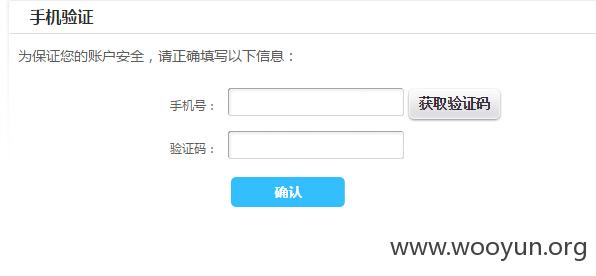 手机验证
为保证您的账户安全，请正确填写以下信息：
手机号： 获取验证码
验证码：
确认
www.wooyun.org